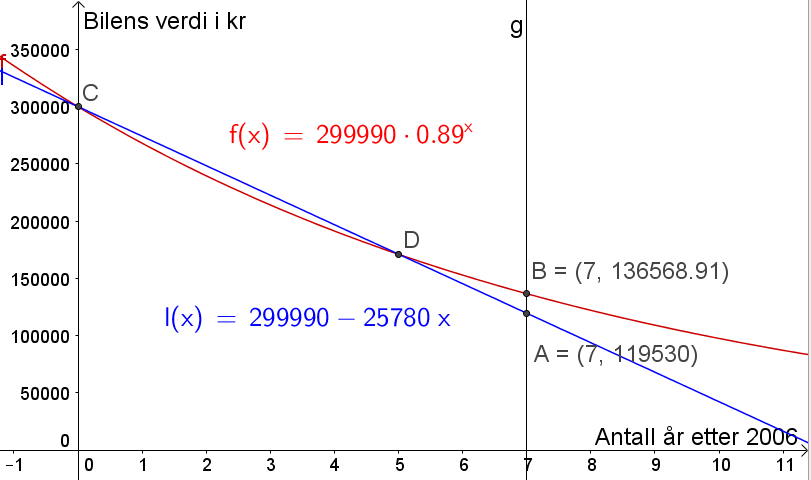 Bilens verdi i kr
g
350000
f
l
300000
C
f(x) = 299990 · 0.89ˣ
250000
200000
D
150000
B = (7, 136568.91)
l(x) = 299990 − 25780 x
100000
A = (7, 119530)
50000
0
Antall år etter 2006
−1 0 1 2 3 4 5 6 7 8 9 10 11